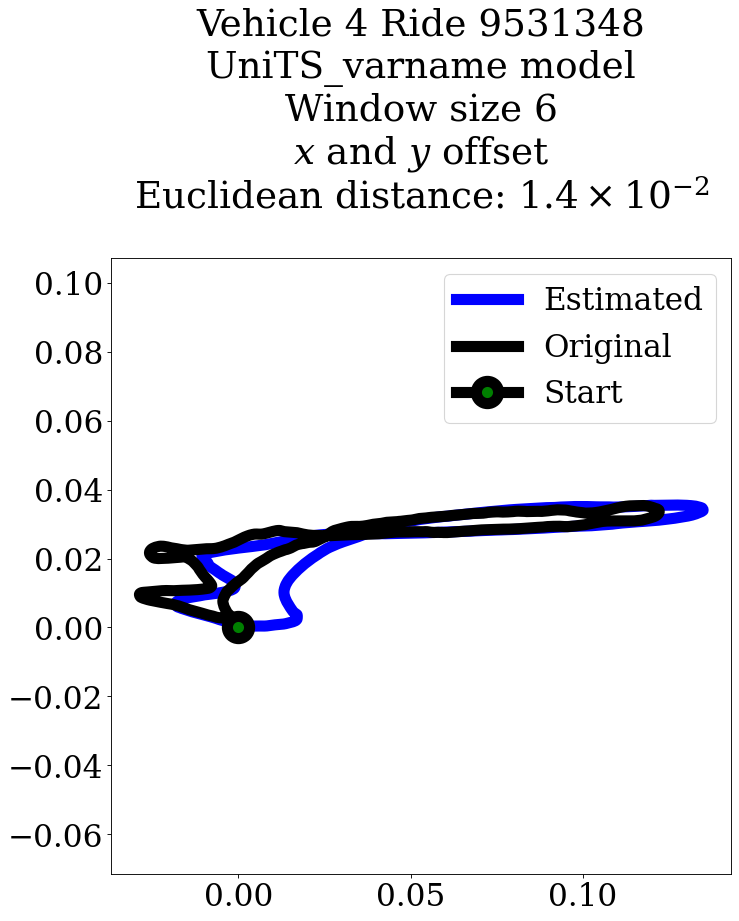 Vehicle 4 Ride 9531348
UniTS_varname model
Window size 6
x and y offset
Euclidean distance: 1.4 × 10⁻²
Estimated
Original
Start
0.10
0.08
0.06
0.04
0.02
0.00
−0.02
−0.04
−0.06
0.00 0.05 0.10